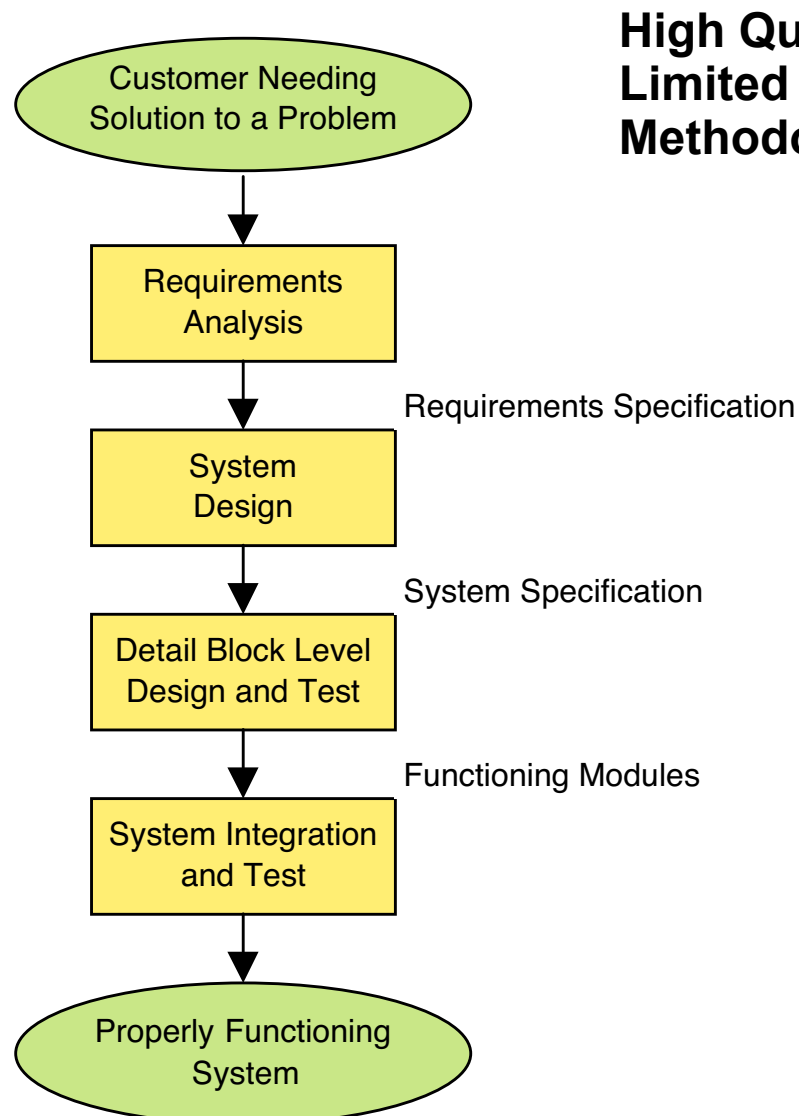 High Qu
Limited
Methodo
Customer Needing
Solution to a Problem
Requirements
Analysis
Requirements Specification
System
Design
System Specification
Detail Block Level
Design and Test
Functioning Modules
System Integration
and Test
Properly Functioning
System